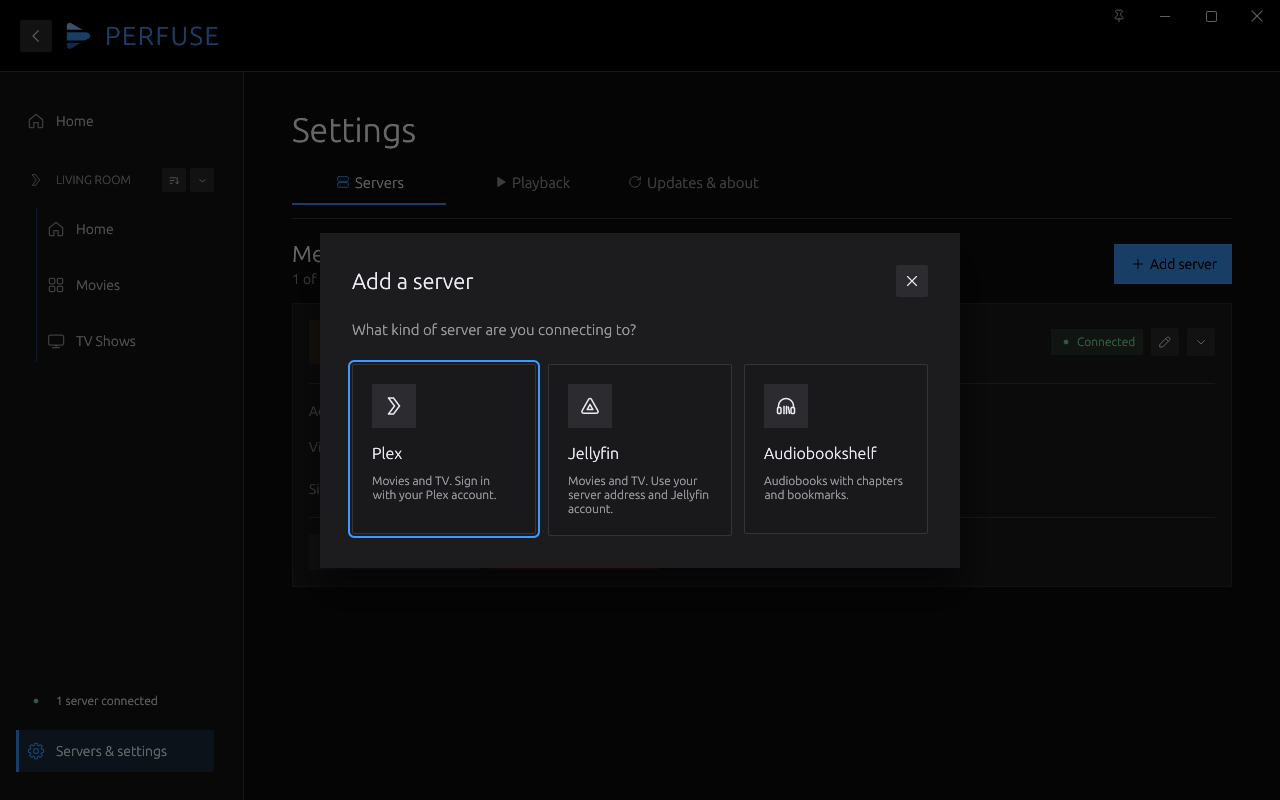 PERFUSE
Home
LIVING ROOM
Home
Movies
TV Shows
1 server connected
Servers & settings
Settings
Servers
Playback
Updates & about
1 of
Add server
Connected
Add a server
What kind of server are you connecting to?
Plex
Movies and TV. Sign in
with your Plex account.
Jellyfin
Movies and TV. Use your
server address and Jellyfin
account.
Audiobookshelf
Audiobooks with chapters
and bookmarks.